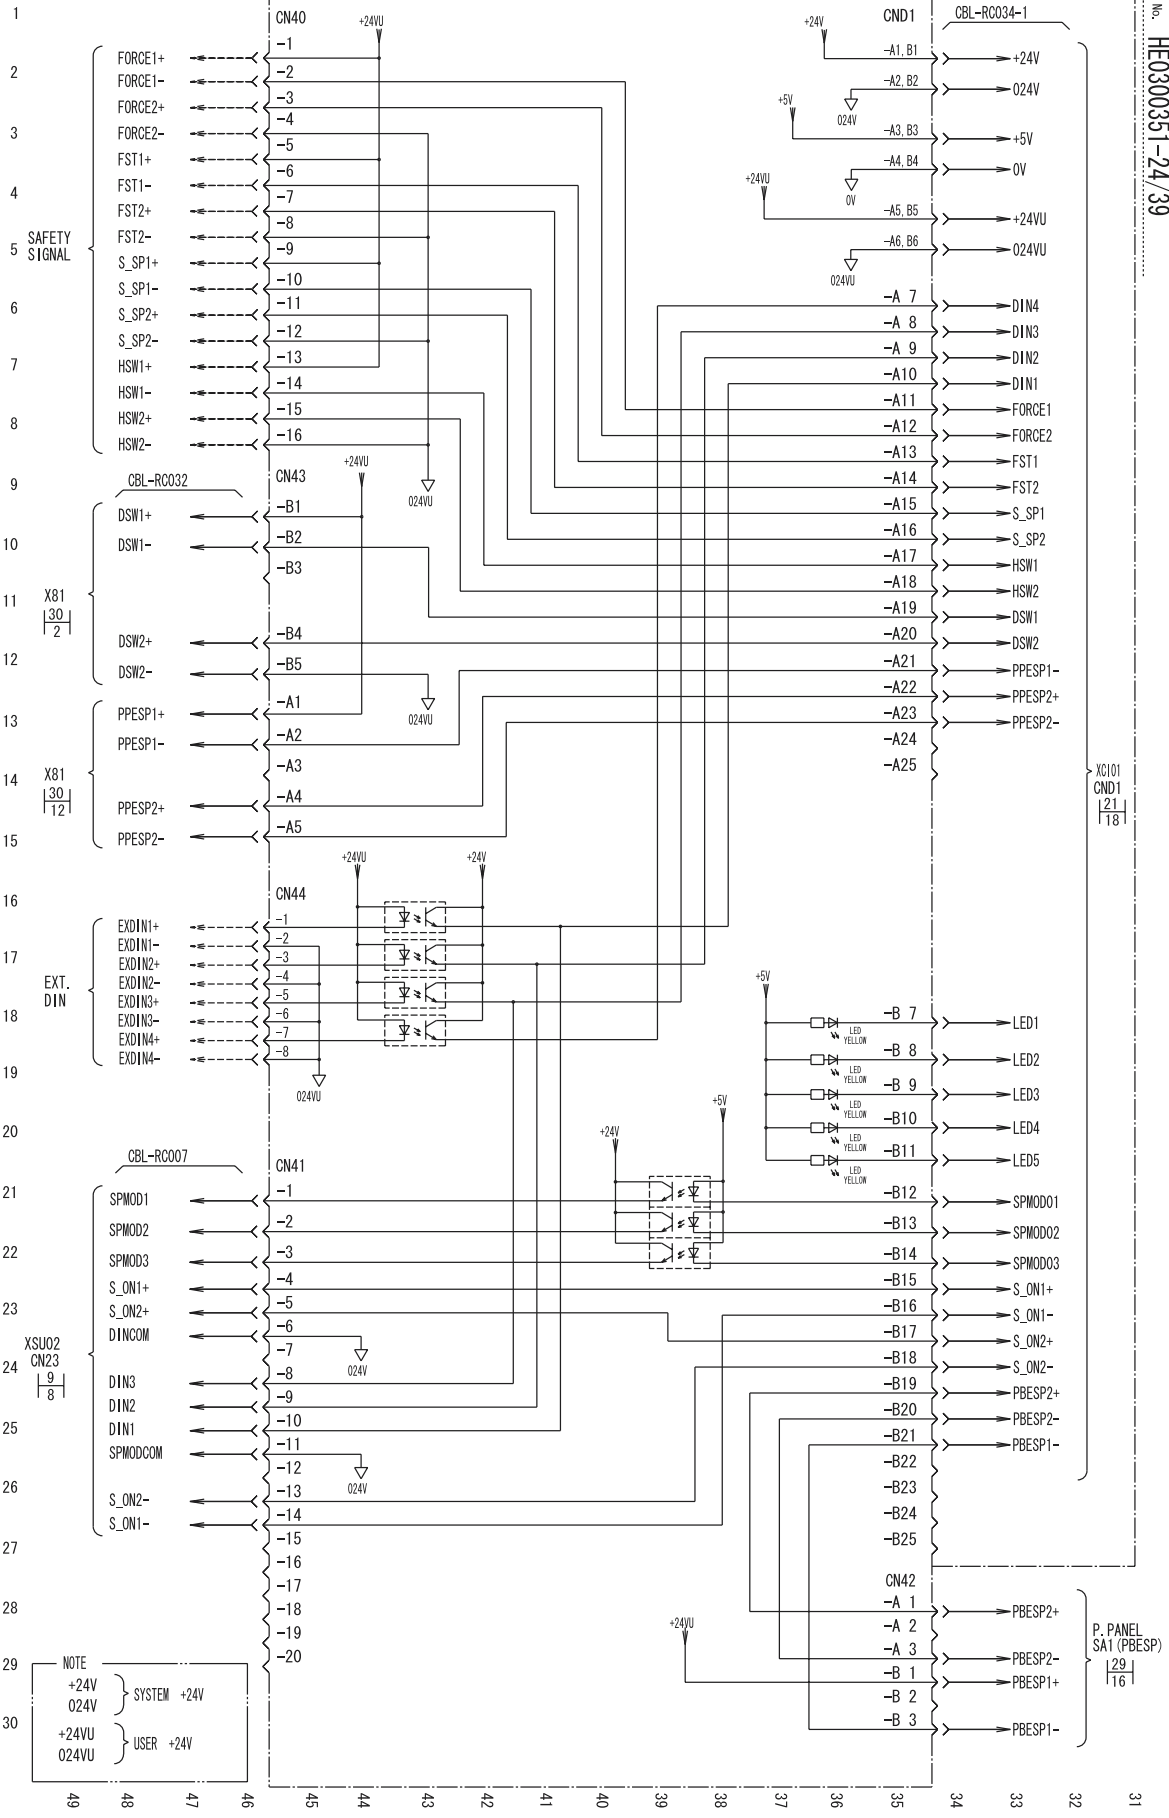 No. HE0300351-24/39
1
2
3
4
5
6
7
8
9
10
11
12
13
14
15
16
17
18
19
20
21
22
23
24
25
26
27
28
29
30
CN40
+24VU
SAFETY
SIGNAL
FORCE1+ -1
FORCE1- -2
FORCE2+ -3
FORCE2- -4
FST1+ -5
FST1- -6
FST2+ -7
FST2- -8
S_SP1+ -9
S_SP1- -10
S_SP2+ -11
S_SP2- -12
HSW1+ -13
HSW1- -14
HSW2+ -15
HSW2- -16
024VU
CBL-RC032
CN43
+24VU
X81
30
2
DSW1+ -B1
DSW1- -B2
-B3
DSW2+ -B4
DSW2- -B5
024VU
X81
30
12
PPESP1+ -A1
PPESP1- -A2
-A3
PPESP2+ -A4
PPESP2- -A5
CN44
+24VU
+24V
EXT.
DIN
EXDIN1+ -1
EXDIN1- -2
EXDIN2+ -3
EXDIN2- -4
EXDIN3+ -5
EXDIN3- -6
EXDIN4+ -7
EXDIN4- -8
024VU
CBL-RC007
CN41
+24V
+5V
XSU02
CN23
9
8
SPMOD1 -1
SPMOD2 -2
SPMOD3 -3
S_ON1+ -4
S_ON2+ -5
DINCOM -6
024V
-7
DIN3 -8
DIN2 -9
DIN1 -10
SPMODCOM -11
024V
-12
S_ON2- -13
S_ON1- -14
-15
-16
-17
-18
-19
-20
CND1
CBL-RC034-1
+24V
-A1, B1 +24V
-A2, B2 024V
024V
+5V
-A3, B3 +5V
-A4, B4 0V
0V
+24VU
-A5, B5 +24VU
-A6, B6 024VU
024VU
-A 7 DIN4
-A 8 DIN3
-A 9 DIN2
-A10 DIN1
-A11 FORCE1
-A12 FORCE2
-A13 FST1
-A14 FST2
-A15 S_SP1
-A16 S_SP2
-A17 HSW1
-A18 HSW2
-A19 DSW1
-A20 DSW2
-A21 PPESP1-
-A22 PPESP2+
-A23 PPESP2-
-A24
-A25
XCI01
CND1
21
18
+5V
-B 7 LED1
LED
YELLOW
-B 8 LED2
LED
YELLOW
-B 9 LED3
LED
YELLOW
-B10 LED4
LED
YELLOW
-B11 LED5
LED
YELLOW
-B12 SPMODO1
-B13 SPMODO2
-B14 SPMODO3
-B15 S_ON1+
-B16 S_ON1-
-B17 S_ON2+
-B18 S_ON2-
-B19 PBESP2+
-B20 PBESP2-
-B21 PBESP1-
-B22
-B23
-B24
-B25
CN42
+24VU
-A 1 PBESP2+
-A 2
-A 3 PBESP2-
-B 1 PBESP1+
-B 2
-B 3 PBESP1-
P. PANEL
SA1 (PBESP)
29
16
NOTE
+24V
024V
SYSTEM +24V
+24VU
024VU
USER +24V
49
48
47
46
45
44
43
42
41
40
39
38
37
36
35
34
33
32
31